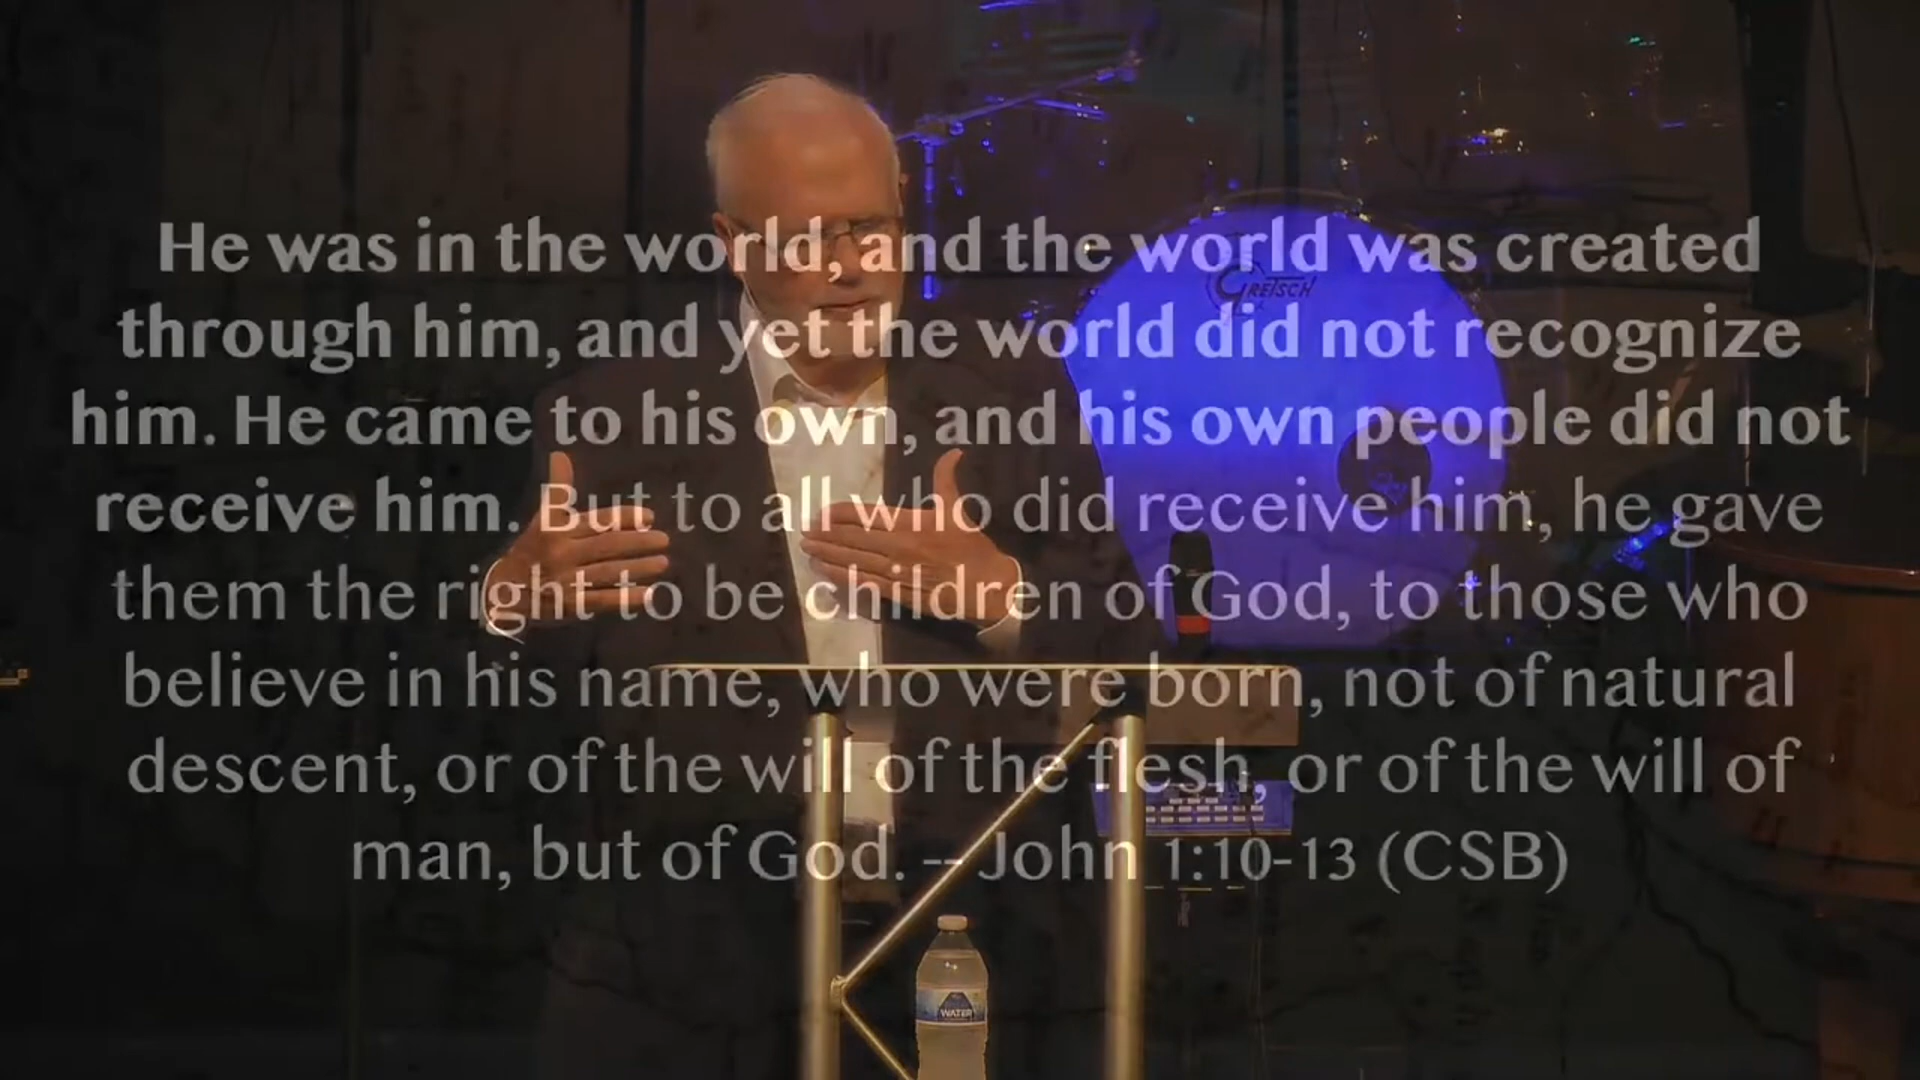 He was in the world, and the world was created
through him, and yet the world did not recognize
him. He came to his own, and his own people did not
receive him. But to all who did receive him, he gave
them the right to be children of God, to those who
believe in his name, who were born, not of natural
descent, or of the will of the flesh, or of the will of
man, but of God. -- John 1:10-13 (CSB)
GRETSCH
WATER